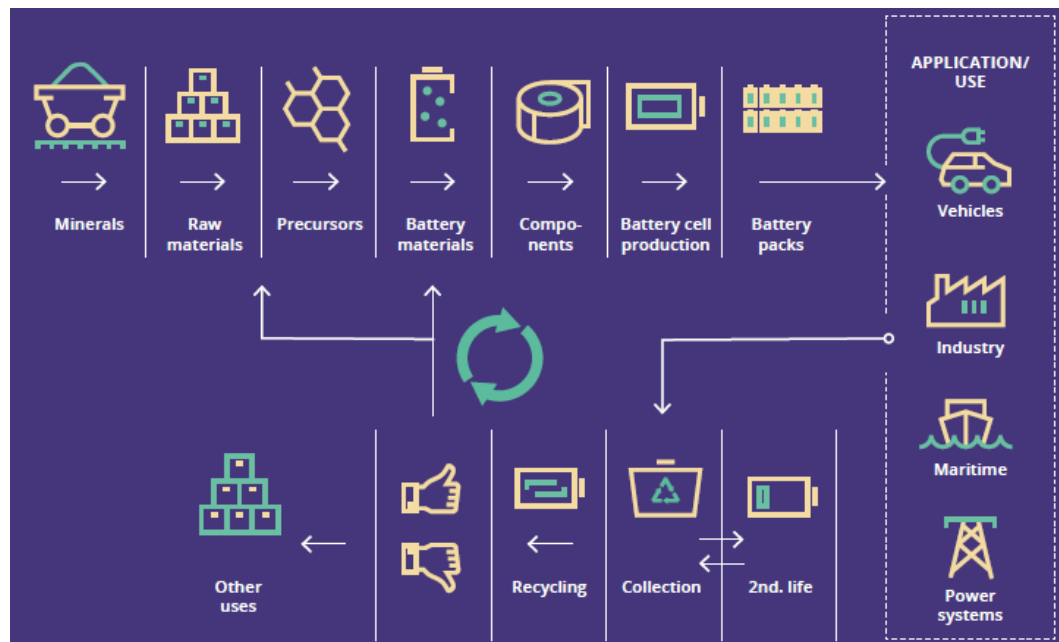 APPLICATION/
USE
Minerals
Raw
materials
Precursors
Battery
materials
Compo-
nents
Battery cell
production
Battery
packs
Vehicles
Industry
Maritime
Power
systems
Other
uses
Recycling
Collection
2nd. life